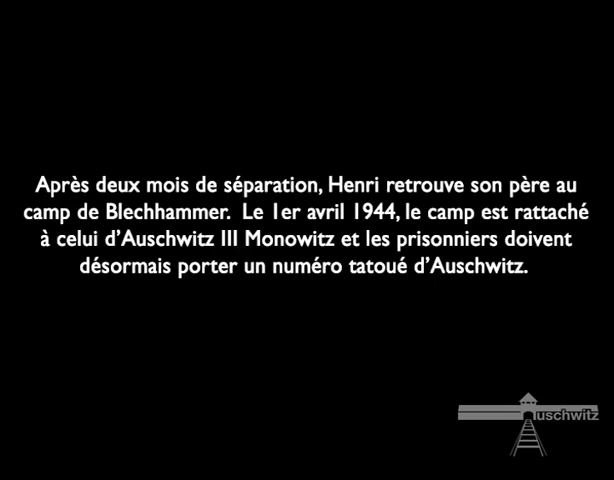 Après deux mois de séparation, Henri retrouve son père au
camp de Blechhammer. Le 1er avril 1944, le camp est rattaché
à celui d’Auschwitz III Monowitz et les prisonniers doivent
désormais porter un numéro tatoué d’Auschwitz.
uschwitz